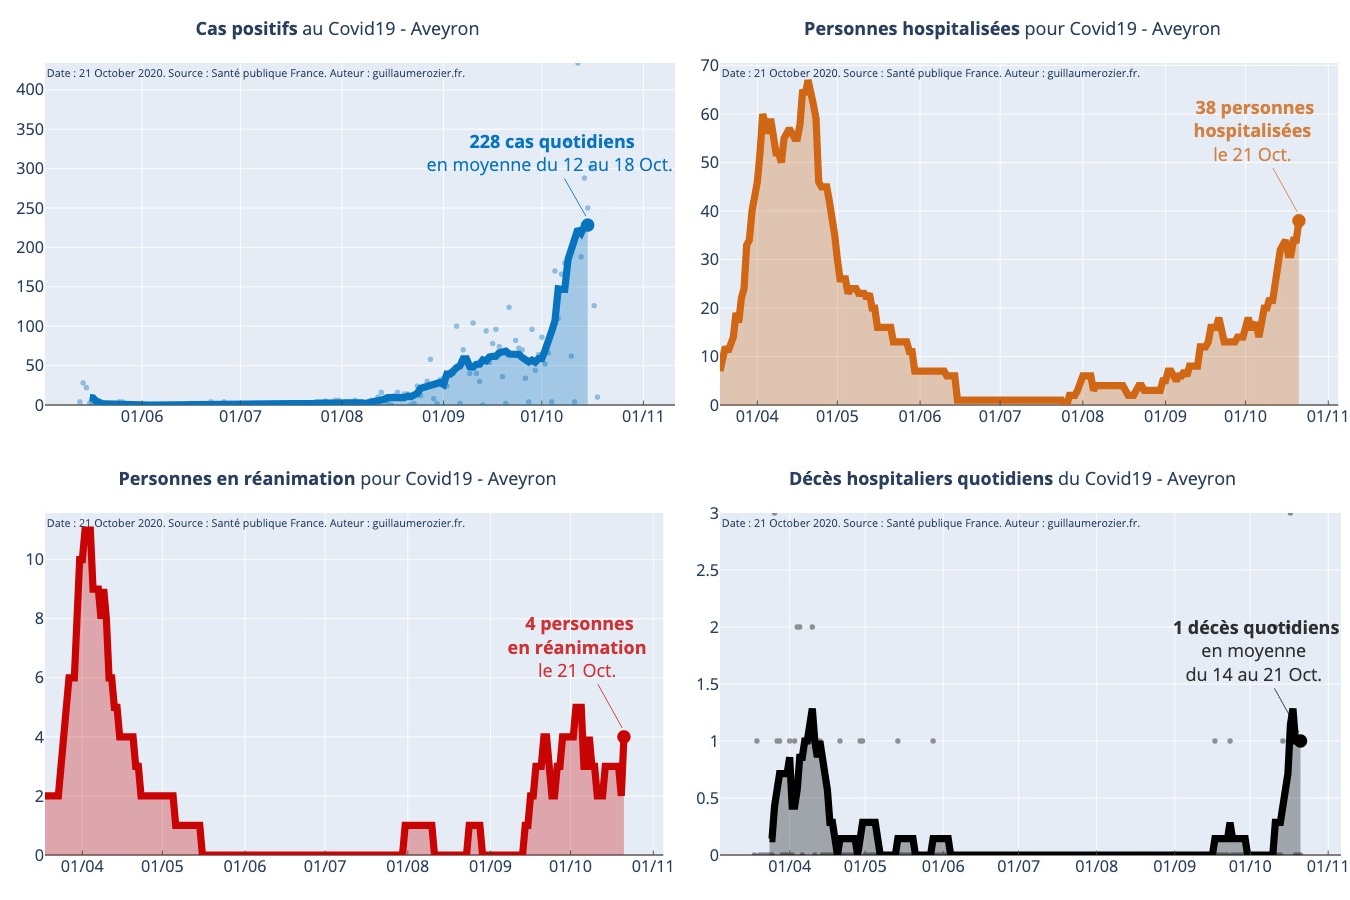 Cas positifs au Covid19 - Aveyron
Date : 21 October 2020. Source : Santé publique France. Auteur : guillaumerozier.fr.
400
350
300
250
200
150
100
50
0
228 cas quotidiens
en moyenne du 12 au 18 Oct.
01/06 01/07 01/08 01/09 01/10 01/11
Personnes hospitalisées pour Covid19 - Aveyron
Date : 21 October 2020. Source : Santé publique France. Auteur : guillaumerozier.fr.
70
60
50
40
30
20
10
0
38 personnes
hospitalisées
le 21 Oct.
01/04 01/05 01/06 01/07 01/08 01/09 01/10 01/11
Personnes en réanimation pour Covid19 - Aveyron
Date : 21 October 2020. Source : Santé publique France. Auteur : guillaumerozier.fr.
10
8
6
4
2
0
4 personnes
en réanimation
le 21 Oct.
01/04 01/05 01/06 01/07 01/08 01/09 01/10 01/11
Décès hospitaliers quotidiens du Covid19 - Aveyron
Date : 21 October 2020. Source : Santé publique France. Auteur : guillaumerozier.fr.
3
2.5
2
1.5
1
0.5
0
1 décès quotidiens
en moyenne
du 14 au 21 Oct.
01/04 01/05 01/06 01/07 01/08 01/09 01/10 01/11